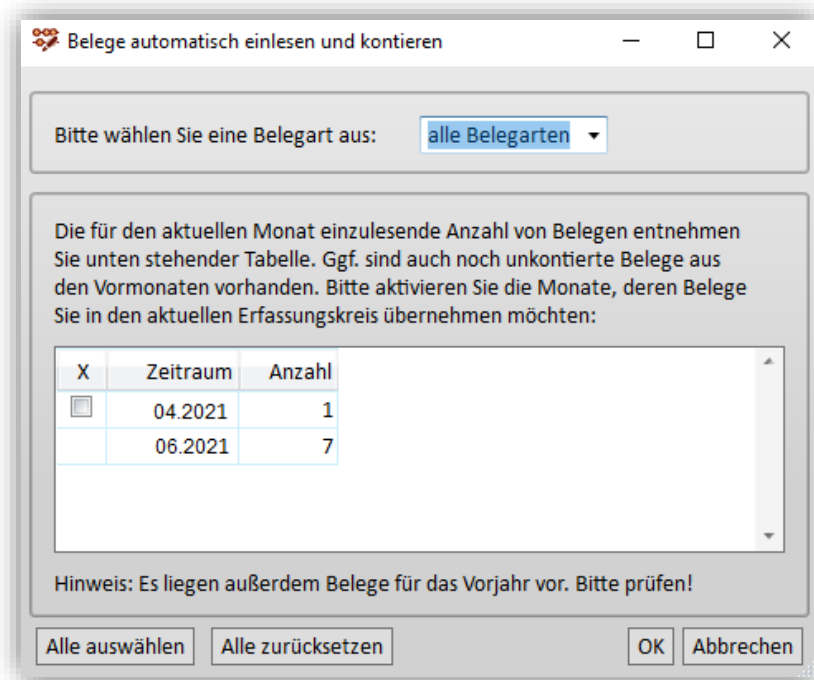 Belege automatisch einlesen und kontieren
Bitte wählen Sie eine Belegart aus: alle Belegarten
Die für den aktuellen Monat einzulesende Anzahl von Belegen entnehmen
Sie unten stehender Tabelle. Ggf. sind auch noch unkontierte Belege aus
den Vormonaten vorhanden. Bitte aktivieren Sie die Monate, deren Belege
Sie in den aktuellen Erfassungskreis übernehmen möchten:
X Zeitraum Anzahl
04.2021 1
06.2021 7
Hinweis: Es liegen außerdem Belege für das Vorjahr vor. Bitte prüfen!
Alle auswählen Alle zurücksetzen OK Abbrechen